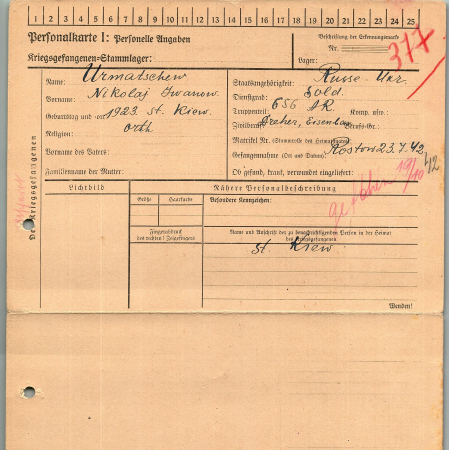 1 2 3 4 5 6 7 8 9 10 11 12 13 14 15 16 17 18 19 20 21 22 23 24 25
Personalkarte I: Personelle Angaben
Kriegsgefangenen-Stammlager:
Beschriftung der Erkennungsmarke
Nr.
317
Lager:
Des Kriegsgefangenen
Name: Urmatschew
Vorname: Nikolaj Iwanow.
Geburtstag und -ort 1923. St. Kiew.
Religion: Orth
Vorname des Vaters:
Familienname der Mutter:
Staatsangehörigkeit: Russe-Ukr.
Dienstgrad: Sold.
Truppenteil: 656 AR. Komp. usw.:
Zivilberuf: Dreher, Eisenbau Berufs-Gr.:
Matrikel Nr. (Stammrolle des Heimatstaates)
Gefangennahme (Ort und Datum): Rostow 23.7.42
Ob gesund, krank, verwundet eingeliefert:
19/10 42
Lichtbild
Nähere Personalbeschreibung
Größe
Haarfarbe
Besondere Kennzeichen:
Fingerabdruck
des rechten! Zeigefingers
Name und Anschrift der zu benachrichtigenden Person in der Heimat
des Kriegsgefangenen
St. Kiew.
Wenden!